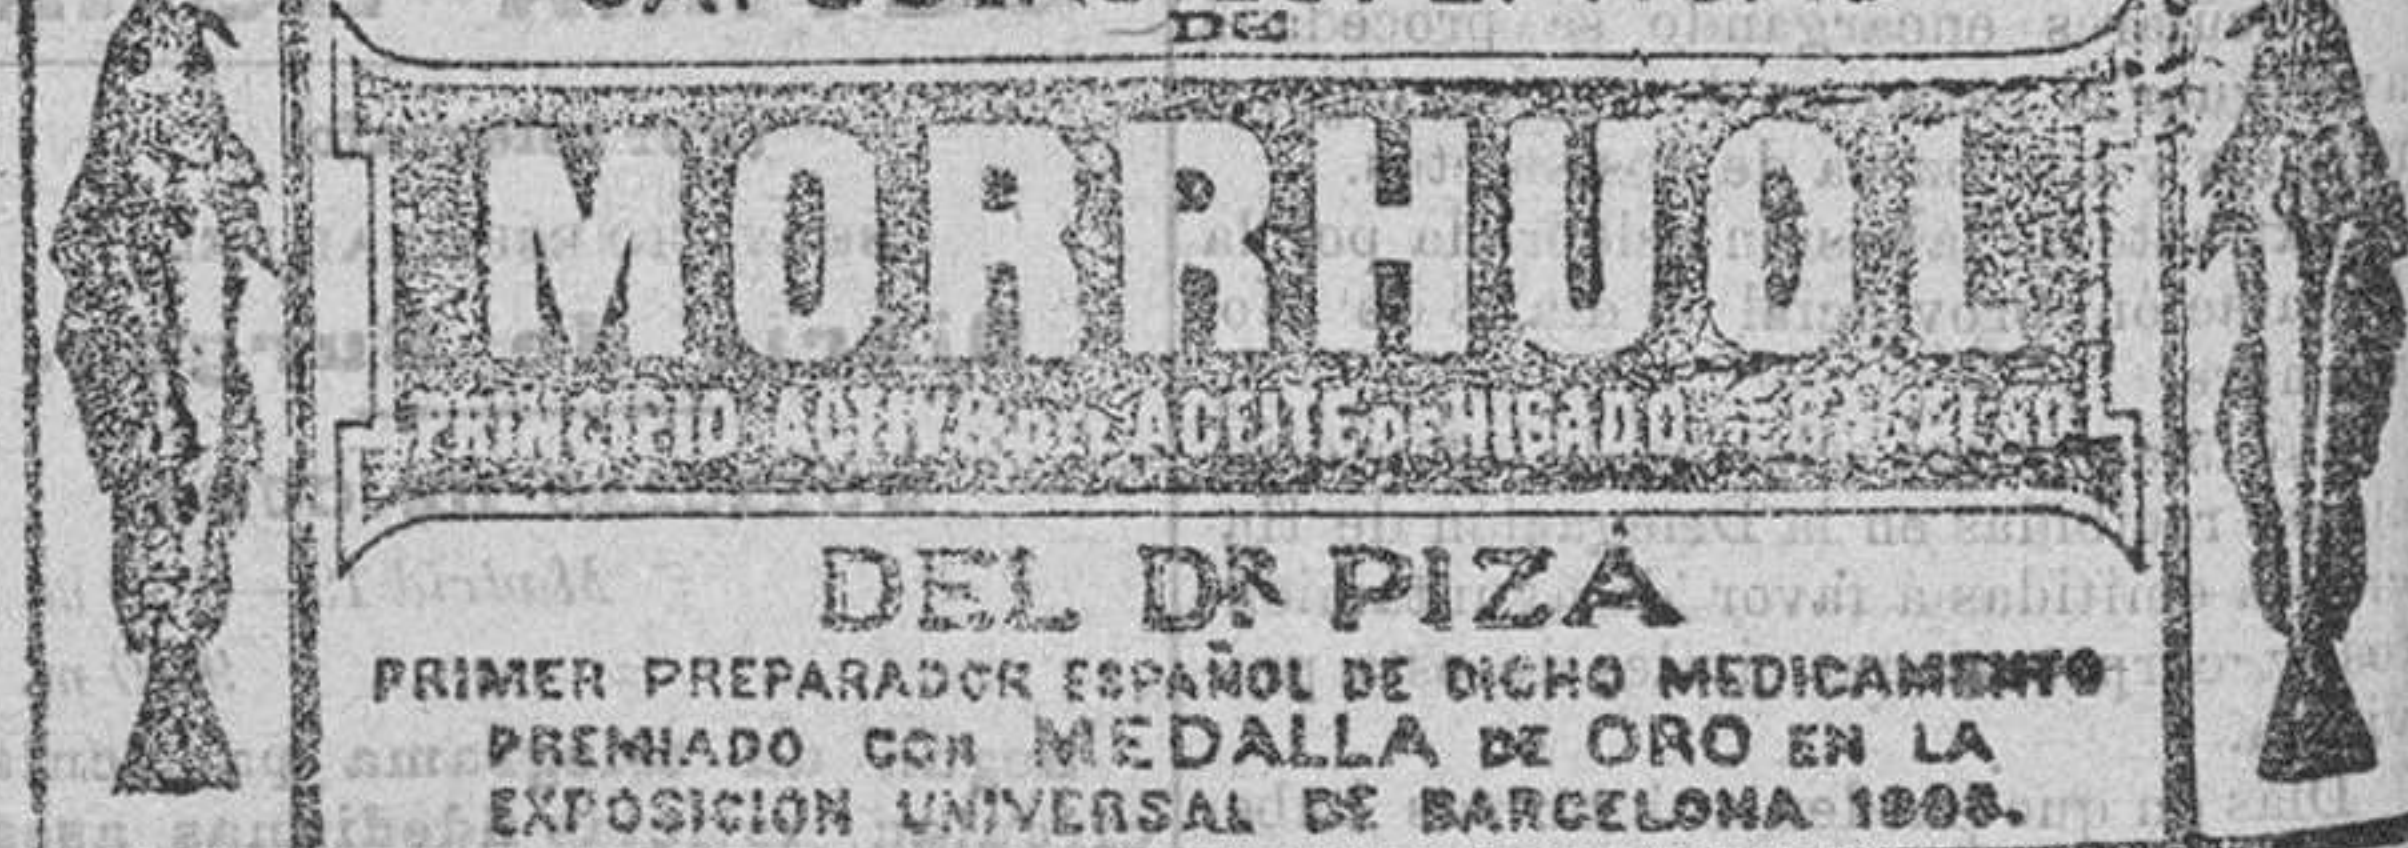 DE
MORRHUOL
PRINCIPIO ACTIVO DEL ACEITE DE HIGADO DE BACALAO
DEL DR PIZÁ
PRIMER PREPARADOR ESPAÑOL DE DICHO MEDICAMENTO
PREMIADO CON MEDALLA DE ORO EN LA
EXPOSICION UNIVERSAL DE BARCELONA 1888.